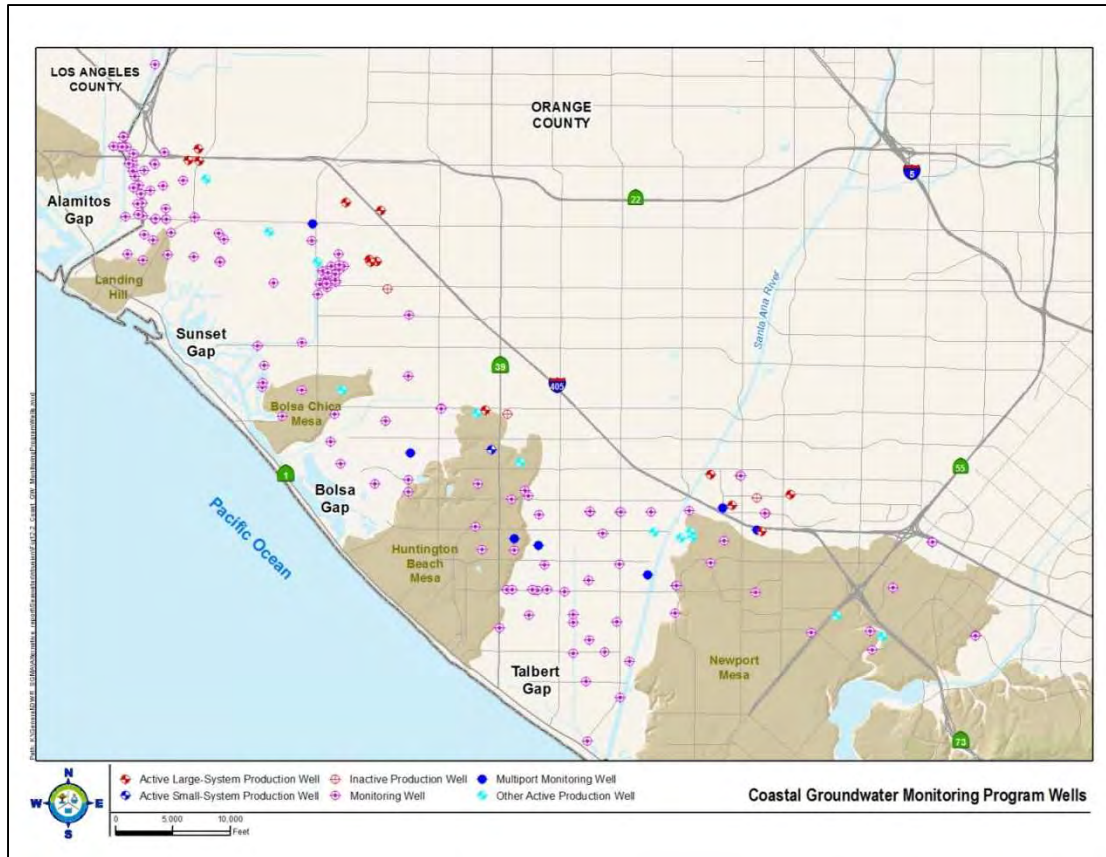 LOS ANGELES
COUNTY
ORANGE
COUNTY
5
22
Alamitos
Gap
Landing
Hill
Santa Ana River
Sunset
Gap
39
405
Bolsa Chica
Mesa
55
1
Bolsa
Gap
Pacific Ocean
Huntington
Beach
Mesa
Talbert
Gap
Newport
Mesa
73
N
W
E
S
Active Large-System Production Well
Inactive Production Well
Multiport Monitoring Well
Active Small-System Production Well
Monitoring Well
Other Active Production Well
Coastal Groundwater Monitoring Program Wells
0 5,000 10,000
Feet